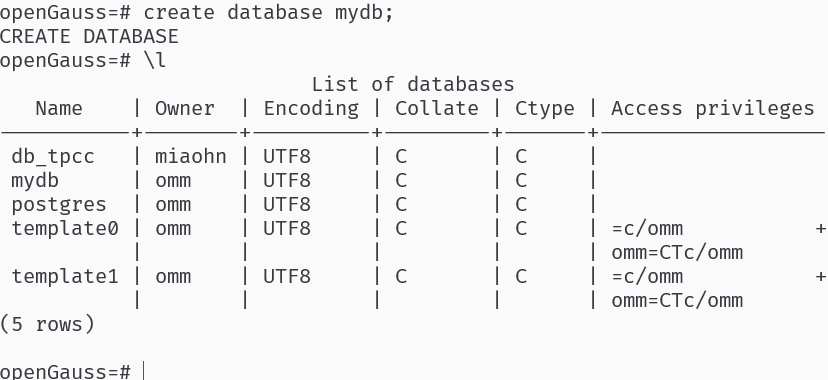 openGauss=# create database mydb;
CREATE DATABASE
openGauss=# \l
                          List of databases
   Name    | Owner  | Encoding | Collate | Ctype | Access privileges
-----------+--------+----------+---------+-------+-------------------
 db_tpcc   | miaohn | UTF8     | C       | C     |
 mydb      | omm    | UTF8     | C       | C     |
 postgres  | omm    | UTF8     | C       | C     |
 template0 | omm    | UTF8     | C       | C     | =c/omm           +
           |        |          |         |       | omm=CTc/omm
 template1 | omm    | UTF8     | C       | C     | =c/omm           +
           |        |          |         |       | omm=CTc/omm
(5 rows)

openGauss=#